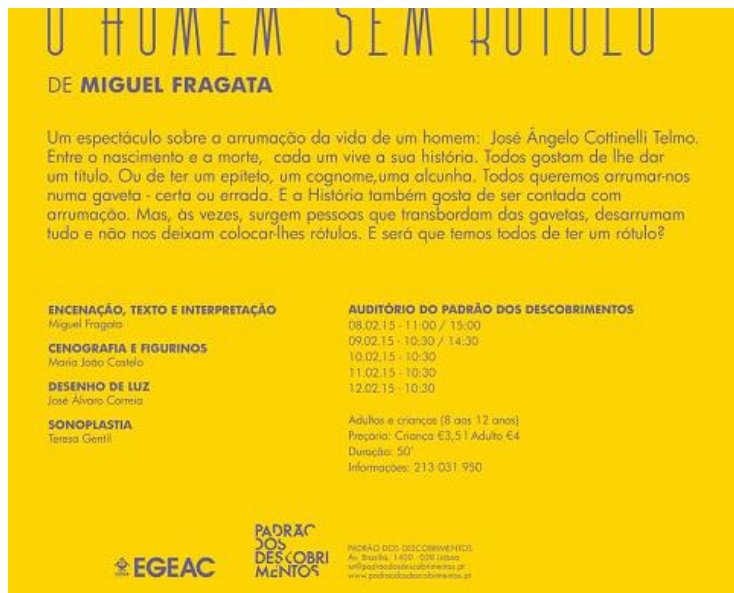 O HOMEM SEM RÓTULO
DE MIGUEL FRAGATA
Um espectáculo sobre a arrumação da vida de um homem: José Ângelo Cottinelli Telmo.
Entre o nascimento e a morte, cada um vive a sua história. Todos gostam de lhe dar
um título. Ou de ter um epíteto, um cognome,uma alcunha. Todos queremos arrumar-nos
numa gaveta - certa ou errada. E a História também gosta de ser contada com
arrumação. Mas, às vezes, surgem pessoas que transbordam das gavetas, desarrumam
tudo e não nos deixam colocar-lhes rótulos. E será que temos todos de ter um rótulo?
ENCENAÇÃO, TEXTO E INTERPRETAÇÃO
Miguel Fragata
CENOGRAFIA E FIGURINOS
Maria João Castelo
DESENHO DE LUZ
José Álvaro Correia
SONOPLASTIA
Teresa Gentil
AUDITÓRIO DO PADRÃO DOS DESCOBRIMENTOS
08.02.15 - 11:00 / 15:00
09.02.15 - 10:30 / 14:30
10.02.15 - 10:30
11.02.15 - 10:30
12.02.15 - 10:30
Adultos e crianças (8 aos 12 anos)
Preçário: Criança €3,5 I Adulto €4
Duração: 50'
Informações: 213 031 950
EGEAC
PADRÃO
DOS
DESCOBRI
MENTOS
PADRÃO DOS DESCOBRIMENTOS
Av. Brasília, 1400 - 038 Lisboa
se@padraodosdescobrimentos.pt
www.padraodosdescobrimentos.pt